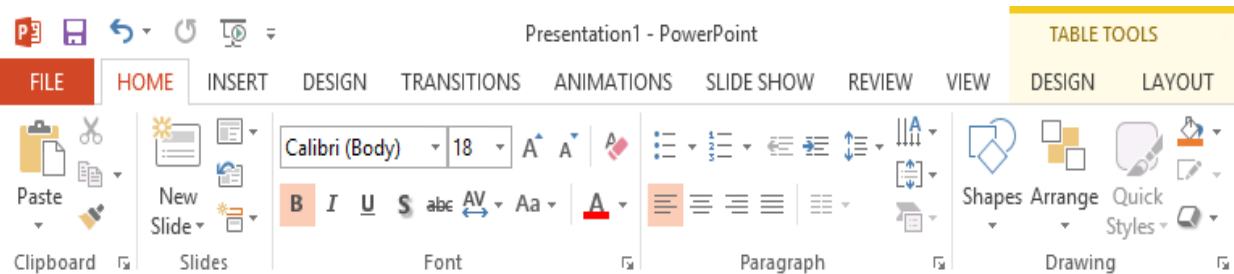 Presentation1 - PowerPoint
TABLE TOOLS
FILE HOME INSERT DESIGN TRANSITIONS ANIMATIONS SLIDE SHOW REVIEW VIEW DESIGN LAYOUT
Calibri (Body) 18 A A A
Paste New Slide B I U S abc AV Aa A Shapes Arrange Quick Styles
Clipboard Slides Font Paragraph Drawing